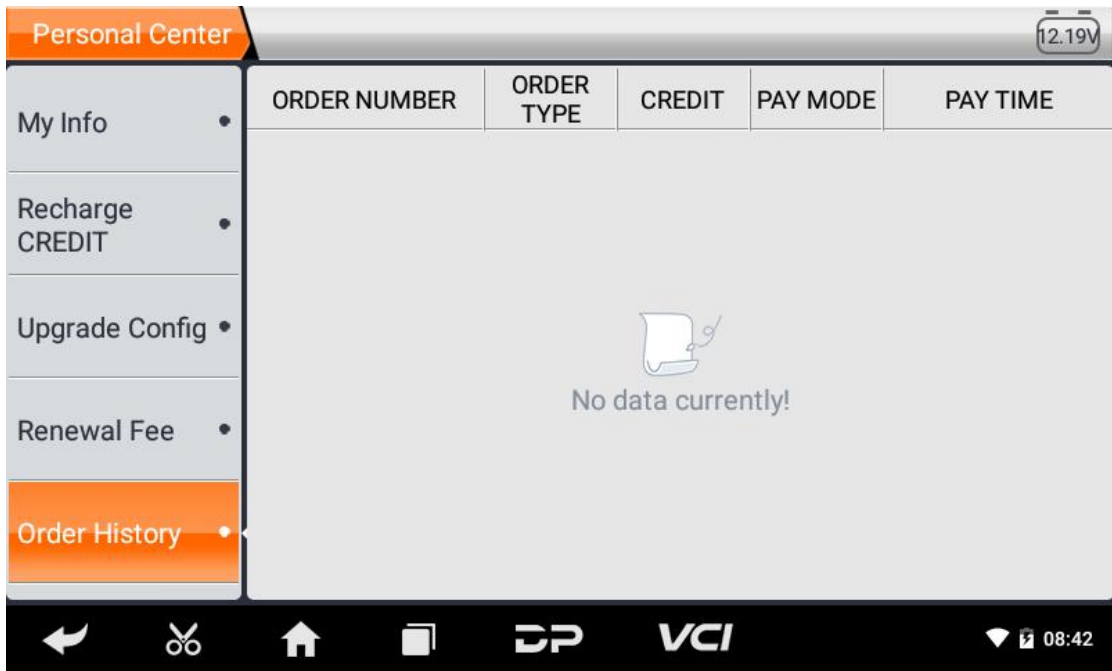 Personal Center
12.19V
My Info
Recharge
CREDIT
Upgrade Config
Renewal Fee
Order History
ORDER NUMBER
ORDER
TYPE
CREDIT
PAY MODE
PAY TIME
No data currently!
DP
VCI
08:42